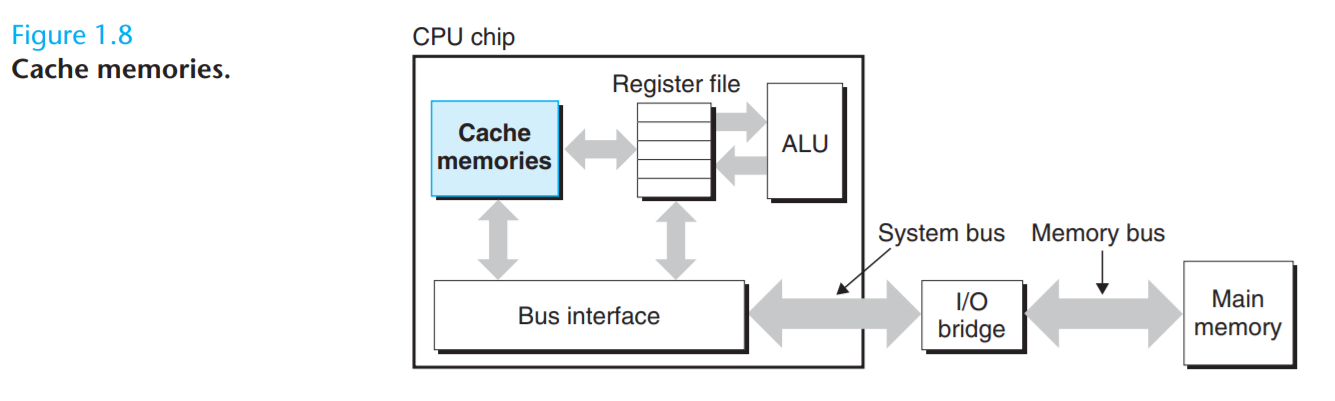 Figure 1.8
Cache memories.
CPU chip
Register file
Cache
memories
ALU
System bus
Memory bus
Bus interface
I/O
bridge
Main
memory